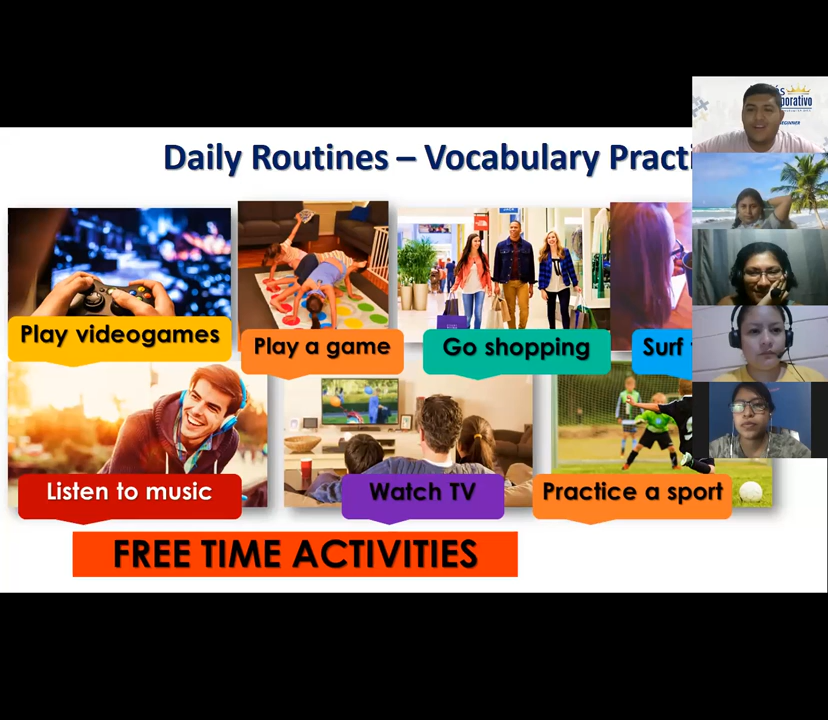 Daily Routines – Vocabulary Practi
Play videogames
Play a game
Go shopping
Surf
Listen to music
Watch TV
Practice a sport
FREE TIME ACTIVITIES